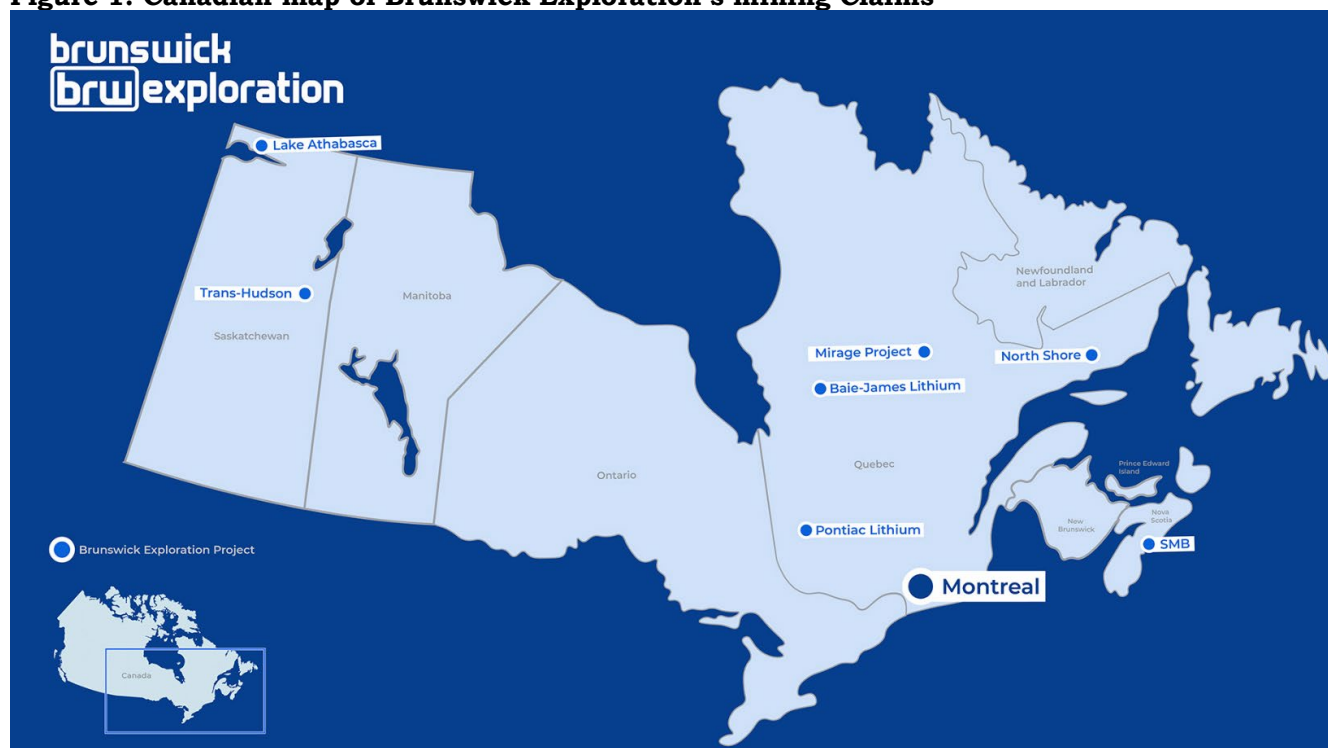 Figure 1: Canadian map of Brunswick Exploration's mining Claims
brunswick
brw exploration
Lake Athabasca
Trans-Hudson
Manitoba
Saskatchewan
Newfoundland
and Labrador
Mirage Project
North Shore
Baie-James Lithium
Quebec
Ontario
Prince Edward
Island
Nova
Scotia
New
Brunswick
Pontiac Lithium
SMB
Brunswick Exploration Project
Montreal
Canada